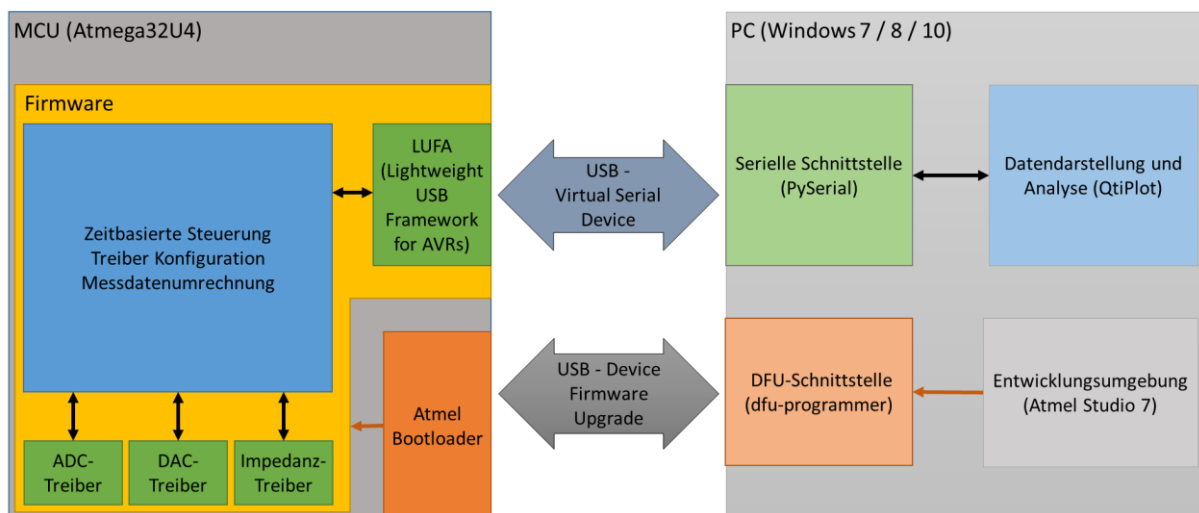 MCU (Atmega32U4)
Firmware
Zeitbasierte Steuerung
Treiber Konfiguration
Messdatenumrechnung
LUFA
(Lightweight
USB
Framework
for AVRs)
ADC-
Treiber
DAC-
Treiber
Impedanz-
Treiber
Atmel
Bootloader
USB -
Virtual Serial
Device
USB - Device
Firmware
Upgrade
PC (Windows 7 / 8 / 10)
Serielle Schnittstelle
(PySerial)
Datendarstellung und
Analyse (QtiPlot)
DFU-Schnittstelle
(dfu-programmer)
Entwicklungsumgebung
(Atmel Studio 7)